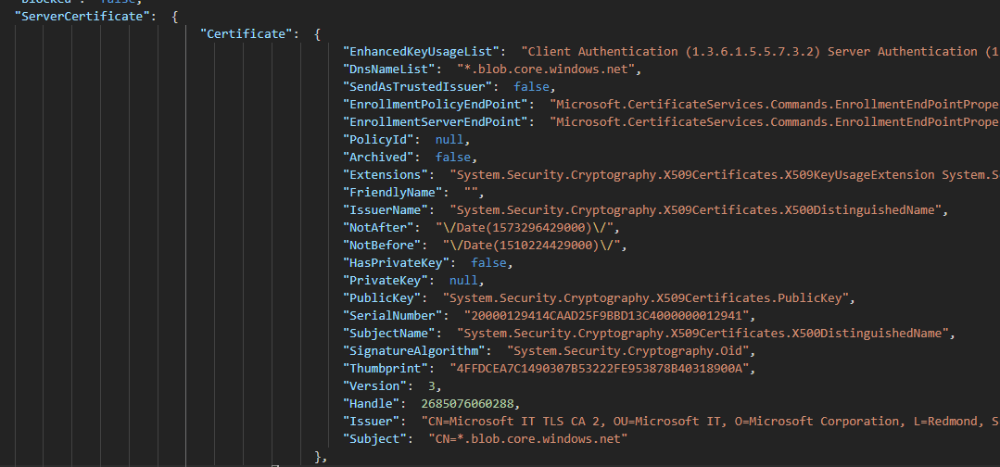 "blocked": false,
"ServerCertificate": {
"Certificate": {
"EnhancedKeyUsageList": "Client Authentication (1.3.6.1.5.5.7.3.2) Server Authentication (1
"DnsNameList": "*.blob.core.windows.net",
"SendAsTrustedIssuer": false,
"EnrollmentPolicyEndPoint": "Microsoft.CertificateServices.Commands.EnrollmentEndPointPrope
"EnrollmentServerEndPoint": "Microsoft.CertificateServices.Commands.EnrollmentEndPointPrope
"PolicyId": null,
"Archived": false,
"Extensions": "System.Security.Cryptography.X509Certificates.X509KeyUsageExtension System.S
"FriendlyName": "",
"IssuerName": "System.Security.Cryptography.X509Certificates.X500DistinguishedName",
"NotAfter": "\/Date(1573296429000)\/",
"NotBefore": "\/Date(1510224429000)\/",
"HasPrivateKey": false,
"PrivateKey": null,
"PublicKey": "System.Security.Cryptography.X509Certificates.PublicKey",
"SerialNumber": "20000129414CAAD25F9BBD13C4000000012941",
"SubjectName": "System.Security.Cryptography.X509Certificates.X500DistinguishedName",
"SignatureAlgorithm": "System.Security.Cryptography.Oid",
"Thumbprint": "4FFDCEA7C1490307B53222FE953878B40318900A",
"Version": 3,
"Handle": 2685076060288,
"Issuer": "CN=Microsoft IT TLS CA 2, OU=Microsoft IT, O=Microsoft Corporation, L=Redmond, S
"Subject": "CN=*.blob.core.windows.net"
},